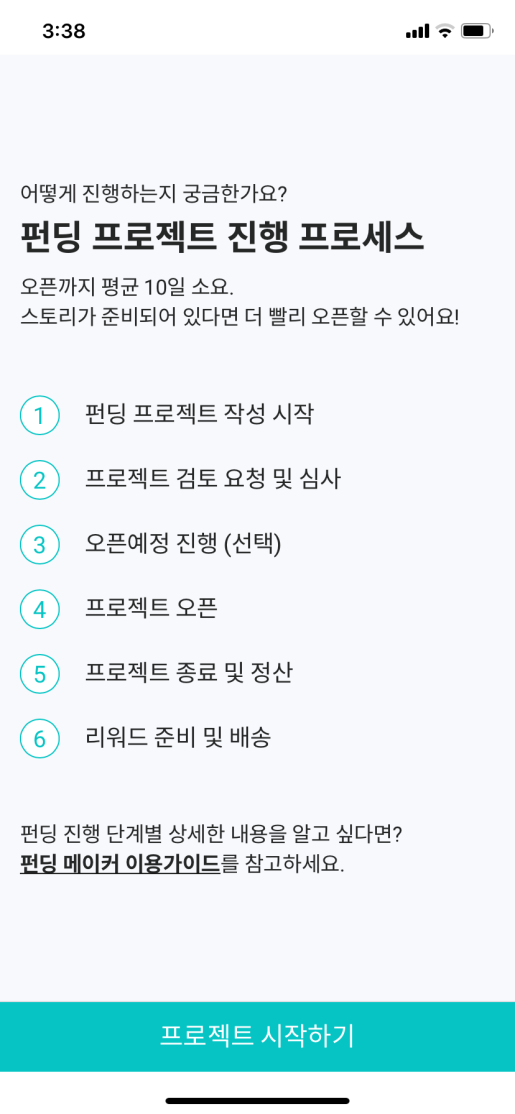 3:38
어떻게 진행하는지 궁금한가요?
펀딩 프로젝트 진행 프로세스
오픈까지 평균 10일 소요.
스토리가 준비되어 있다면 더 빨리 오픈할 수 있어요!
1 펀딩 프로젝트 작성 시작
2 프로젝트 검토 요청 및 심사
3 오픈예정 진행 (선택)
4 프로젝트 오픈
5 프로젝트 종료 및 정산
6 리워드 준비 및 배송
펀딩 진행 단계별 상세한 내용을 알고 싶다면?
펀딩 메이커 이용가이드를 참고하세요.
프로젝트 시작하기